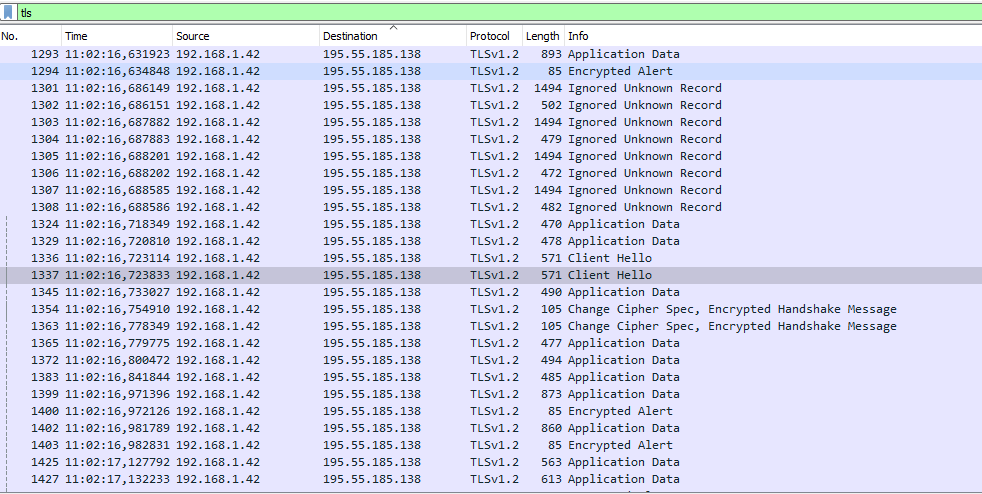 tls
No. Time Source Destination Protocol Length Info
1293 11:02:16,631923 192.168.1.42 195.55.185.138 TLSv1.2 893 Application Data
1294 11:02:16,634848 192.168.1.42 195.55.185.138 TLSv1.2 85 Encrypted Alert
1301 11:02:16,686149 192.168.1.42 195.55.185.138 TLSv1.2 1494 Ignored Unknown Record
1302 11:02:16,686151 192.168.1.42 195.55.185.138 TLSv1.2 502 Ignored Unknown Record
1303 11:02:16,687882 192.168.1.42 195.55.185.138 TLSv1.2 1494 Ignored Unknown Record
1304 11:02:16,687883 192.168.1.42 195.55.185.138 TLSv1.2 479 Ignored Unknown Record
1305 11:02:16,688201 192.168.1.42 195.55.185.138 TLSv1.2 1494 Ignored Unknown Record
1306 11:02:16,688202 192.168.1.42 195.55.185.138 TLSv1.2 472 Ignored Unknown Record
1307 11:02:16,688585 192.168.1.42 195.55.185.138 TLSv1.2 1494 Ignored Unknown Record
1308 11:02:16,688586 192.168.1.42 195.55.185.138 TLSv1.2 482 Ignored Unknown Record
1324 11:02:16,718349 192.168.1.42 195.55.185.138 TLSv1.2 470 Application Data
1329 11:02:16,720810 192.168.1.42 195.55.185.138 TLSv1.2 478 Application Data
1336 11:02:16,723114 192.168.1.42 195.55.185.138 TLSv1.2 571 Client Hello
1337 11:02:16,723833 192.168.1.42 195.55.185.138 TLSv1.2 571 Client Hello
1345 11:02:16,733027 192.168.1.42 195.55.185.138 TLSv1.2 490 Application Data
1354 11:02:16,754910 192.168.1.42 195.55.185.138 TLSv1.2 105 Change Cipher Spec, Encrypted Handshake Message
1363 11:02:16,778349 192.168.1.42 195.55.185.138 TLSv1.2 105 Change Cipher Spec, Encrypted Handshake Message
1365 11:02:16,779775 192.168.1.42 195.55.185.138 TLSv1.2 477 Application Data
1372 11:02:16,800472 192.168.1.42 195.55.185.138 TLSv1.2 494 Application Data
1383 11:02:16,841844 192.168.1.42 195.55.185.138 TLSv1.2 485 Application Data
1399 11:02:16,971396 192.168.1.42 195.55.185.138 TLSv1.2 873 Application Data
1400 11:02:16,972126 192.168.1.42 195.55.185.138 TLSv1.2 85 Encrypted Alert
1402 11:02:16,981789 192.168.1.42 195.55.185.138 TLSv1.2 860 Application Data
1403 11:02:16,982831 192.168.1.42 195.55.185.138 TLSv1.2 85 Encrypted Alert
1425 11:02:17,127792 192.168.1.42 195.55.185.138 TLSv1.2 563 Application Data
1427 11:02:17,132233 192.168.1.42 195.55.185.138 TLSv1.2 613 Application Data